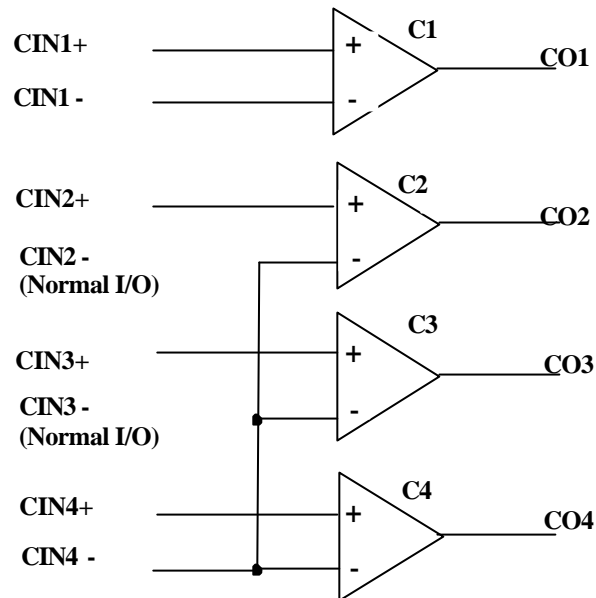 C1
CIN1+
+
CO1
CIN1 -
-
C2
CIN2+
+
CO2
CIN2 -
(Normal I/O)
-
C3
CIN3+
+
CO3
CIN3 -
(Normal I/O)
-
C4
CIN4+
+
CO4
CIN4 -
-